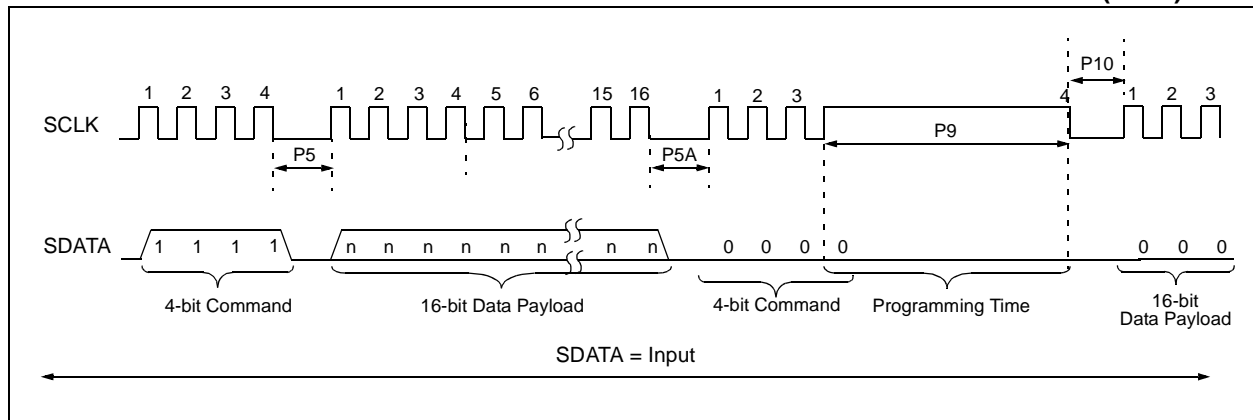 P10
1 2 3 4 1 2 3 4 5 6 15 16 1 2 3 4 1 2 3
SCLK
P5 P5A P9
SDATA
1 1 1 1 n n n n n n n n 0 0 0 0 0 0 0
4-bit Command 16-bit Data Payload 4-bit Command Programming Time 16-bit
Data Payload
SDATA = Input